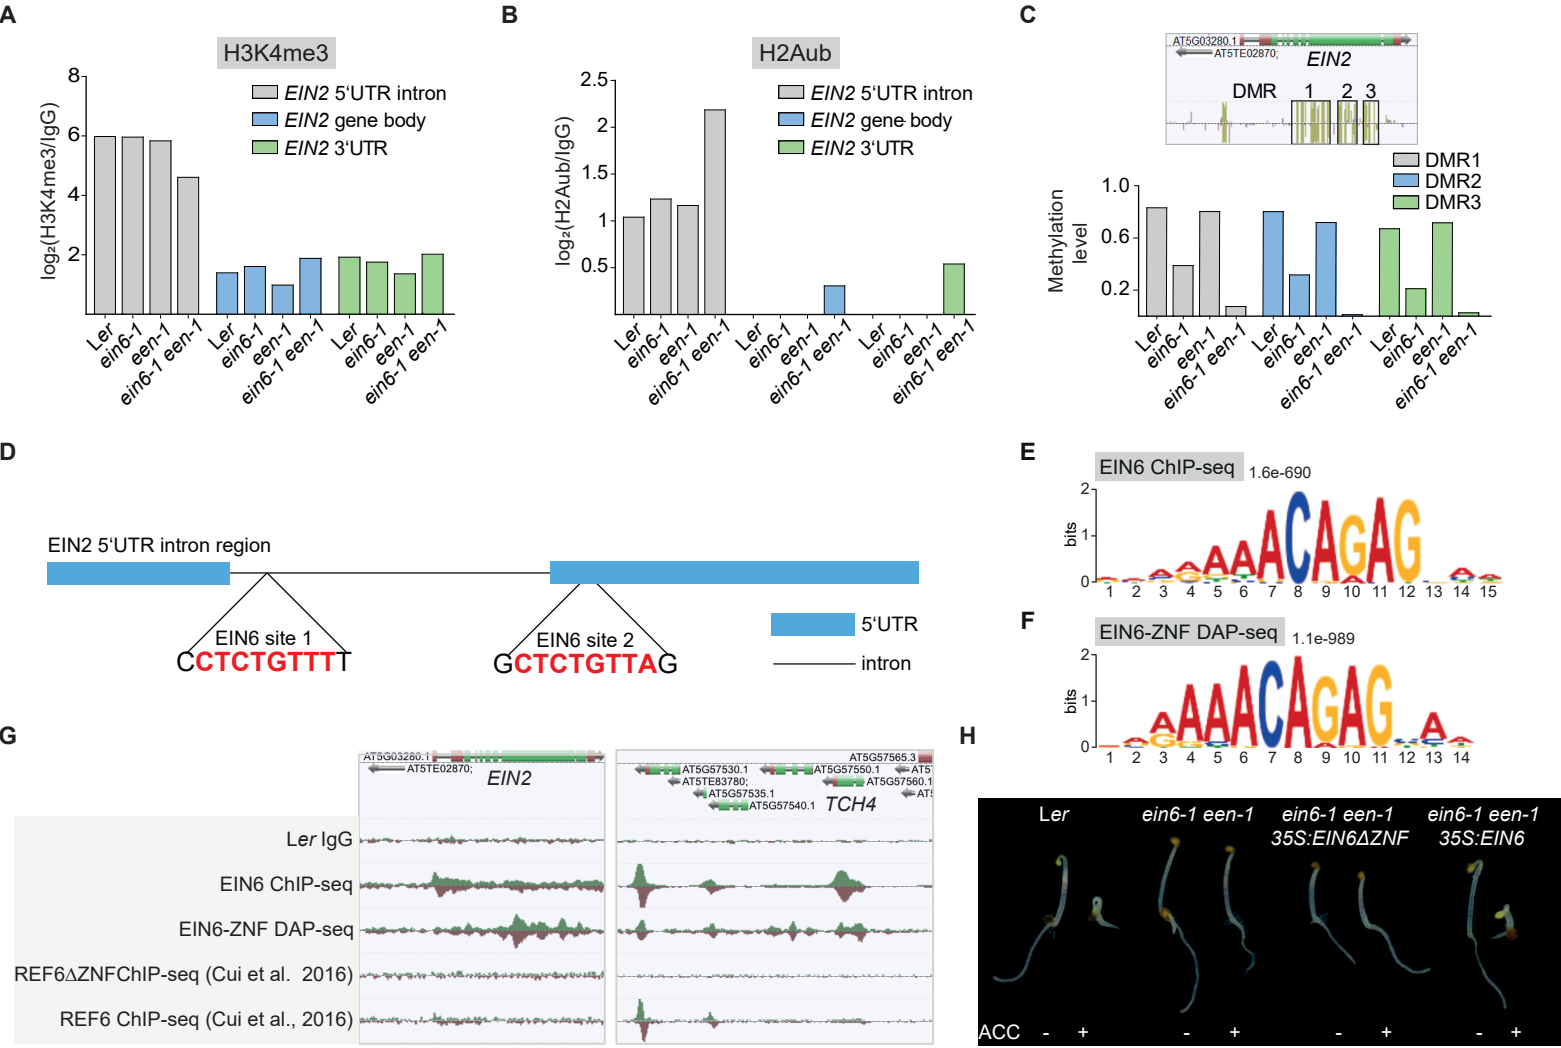 A
H3K4me3
log₂(H3K4me3/IgG)
8
6
4
2
EIN2 5‘UTR intron
EIN2 gene body
EIN2 3‘UTR
Ler
ein6-1
een-1
ein6-1 een-1
Ler
ein6-1
een-1
ein6-1 een-1
Ler
ein6-1
een-1
ein6-1 een-1
B
H2Aub
log₂(H2Aub/IgG)
2.5
2
1.5
1
0.5
EIN2 5‘UTR intron
EIN2 gene body
EIN2 3‘UTR
Ler
ein6-1
een-1
ein6-1 een-1
Ler
ein6-1
een-1
ein6-1 een-1
Ler
ein6-1
een-1
ein6-1 een-1
C
AT5G03280.1
AT5TE02870;
EIN2
DMR 1 2 3
DMR1
DMR2
DMR3
Methylation
level
1.0
0.6
0.2
Ler
ein6-1
een-1
ein6-1 een-1
Ler
ein6-1
een-1
ein6-1 een-1
Ler
ein6-1
een-1
ein6-1 een-1
D
EIN2 5‘UTR intron region
EIN6 site 1
CCTCTGTTTT
EIN6 site 2
GCTCTGTTAG
5‘UTR
intron
E
EIN6 ChIP-seq 1.6e-690
bits
2
1
0
1 2 3 4 5 6 7 8 9 10 11 12 13 14 15
F
EIN6-ZNF DAP-seq 1.1e-989
bits
2
1
0
1 2 3 4 5 6 7 8 9 10 11 12 13 14
G
AT5G03280.1
AT5TE02870;
EIN2
AT5G57565.3
AT5G57530.1
AT5G57550.1
AT5TE83780;
AT5G57560.1
AT5G57535.1
AT5G57540.1
TCH4
Ler IgG
EIN6 ChIP-seq
EIN6-ZNF DAP-seq
REF6ΔZNFChIP-seq (Cui et al. 2016)
REF6 ChIP-seq (Cui et al., 2016)
H
Ler
ein6-1 een-1
ein6-1 een-1
35S:EIN6ΔZNF
ein6-1 een-1
35S:EIN6
ACC - + - + - + - +